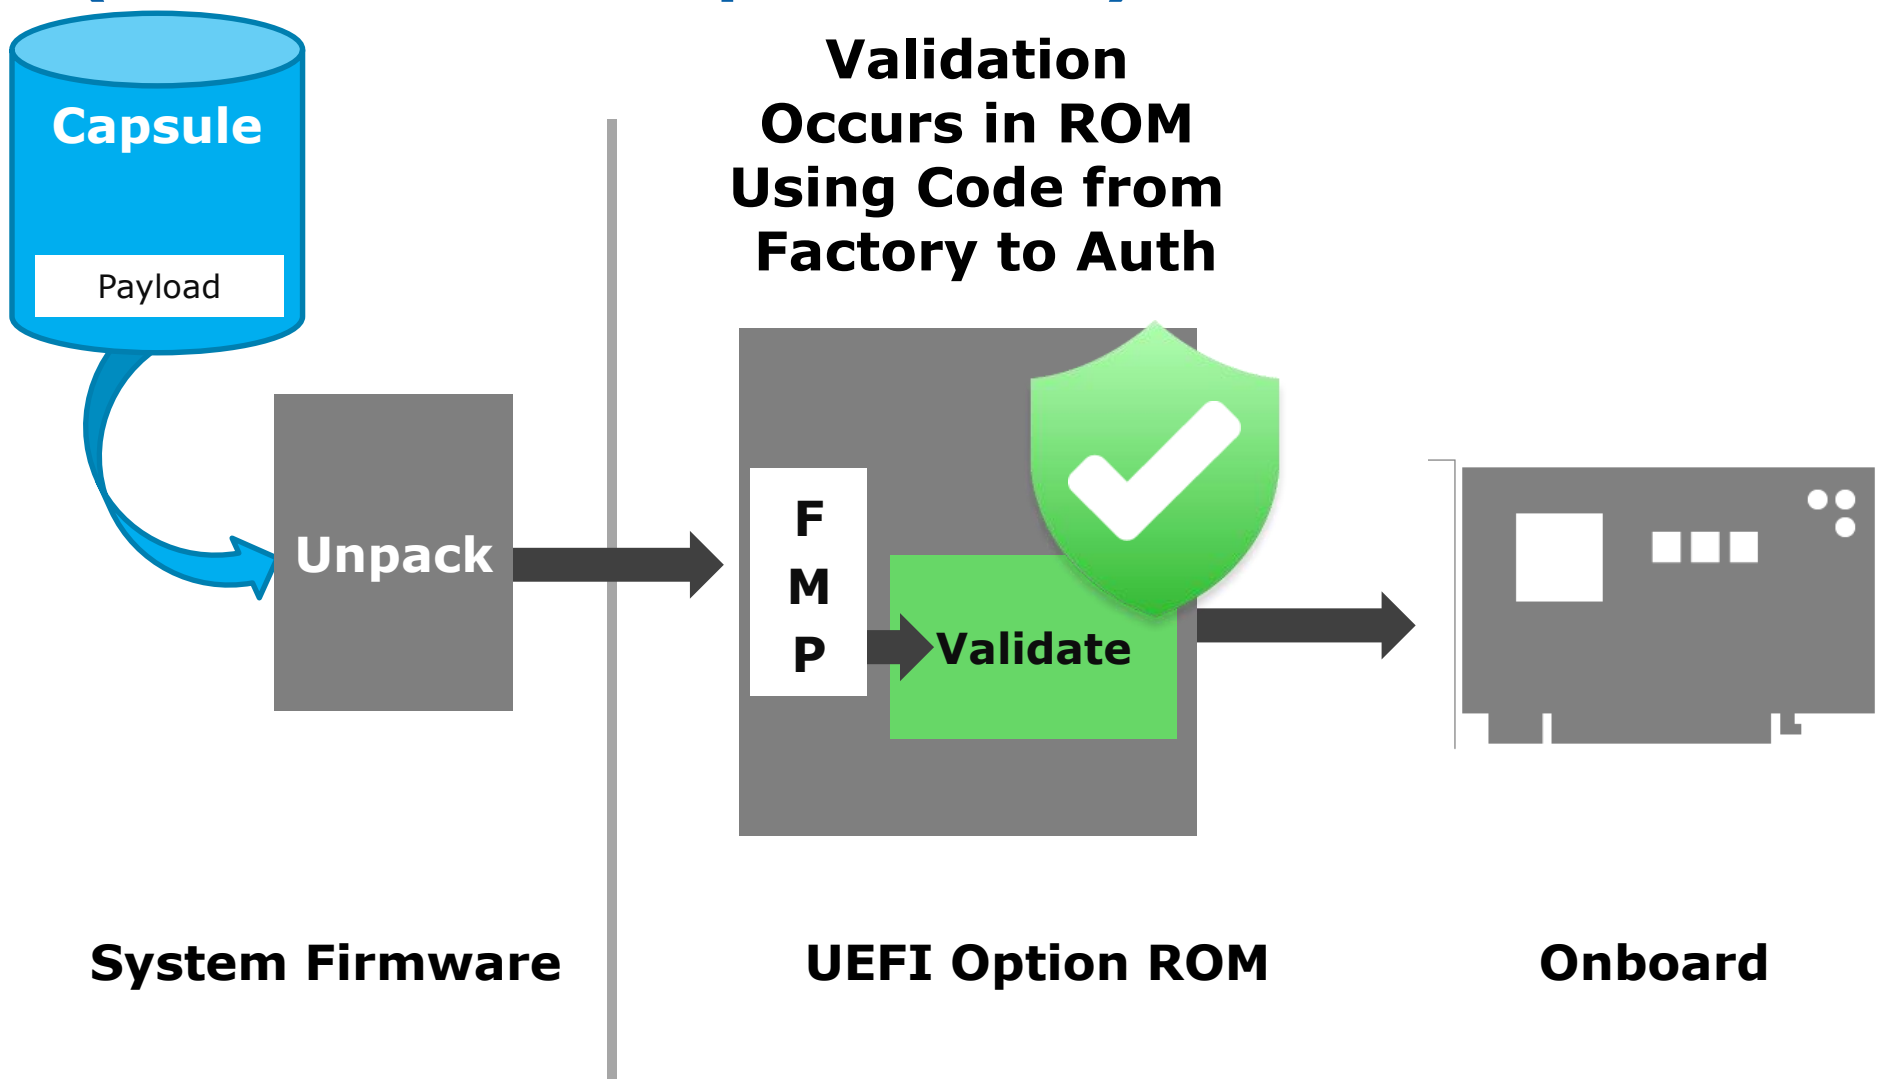 Capsule
Payload
Validation
Occurs in ROM
Using Code from
Factory to Auth
Unpack
F
M
P
Validate
System Firmware
UEFI Option ROM
Onboard